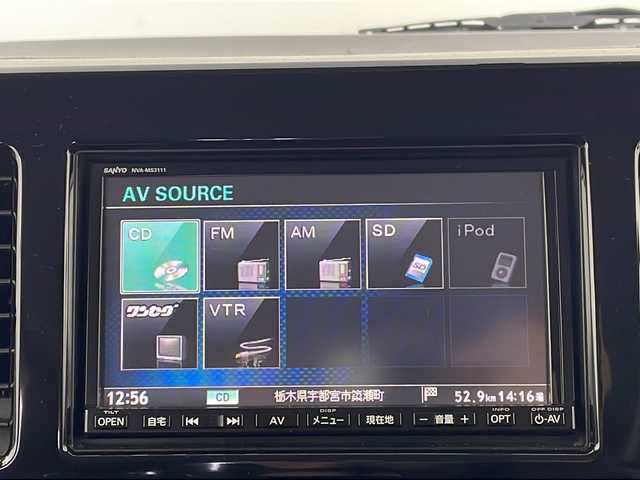 SANYO NVA-MS3111
AV SOURCE
CD FM AM SD iPod
SD
ワンセグ VTR
12:56 CD 栃木県宇都宮市簗瀬町 52.9km 14:16着
TILT DISP INFO OFF DISP
OPEN 自宅 AV メニュー 現在地 － 音量 ＋ OPT AV